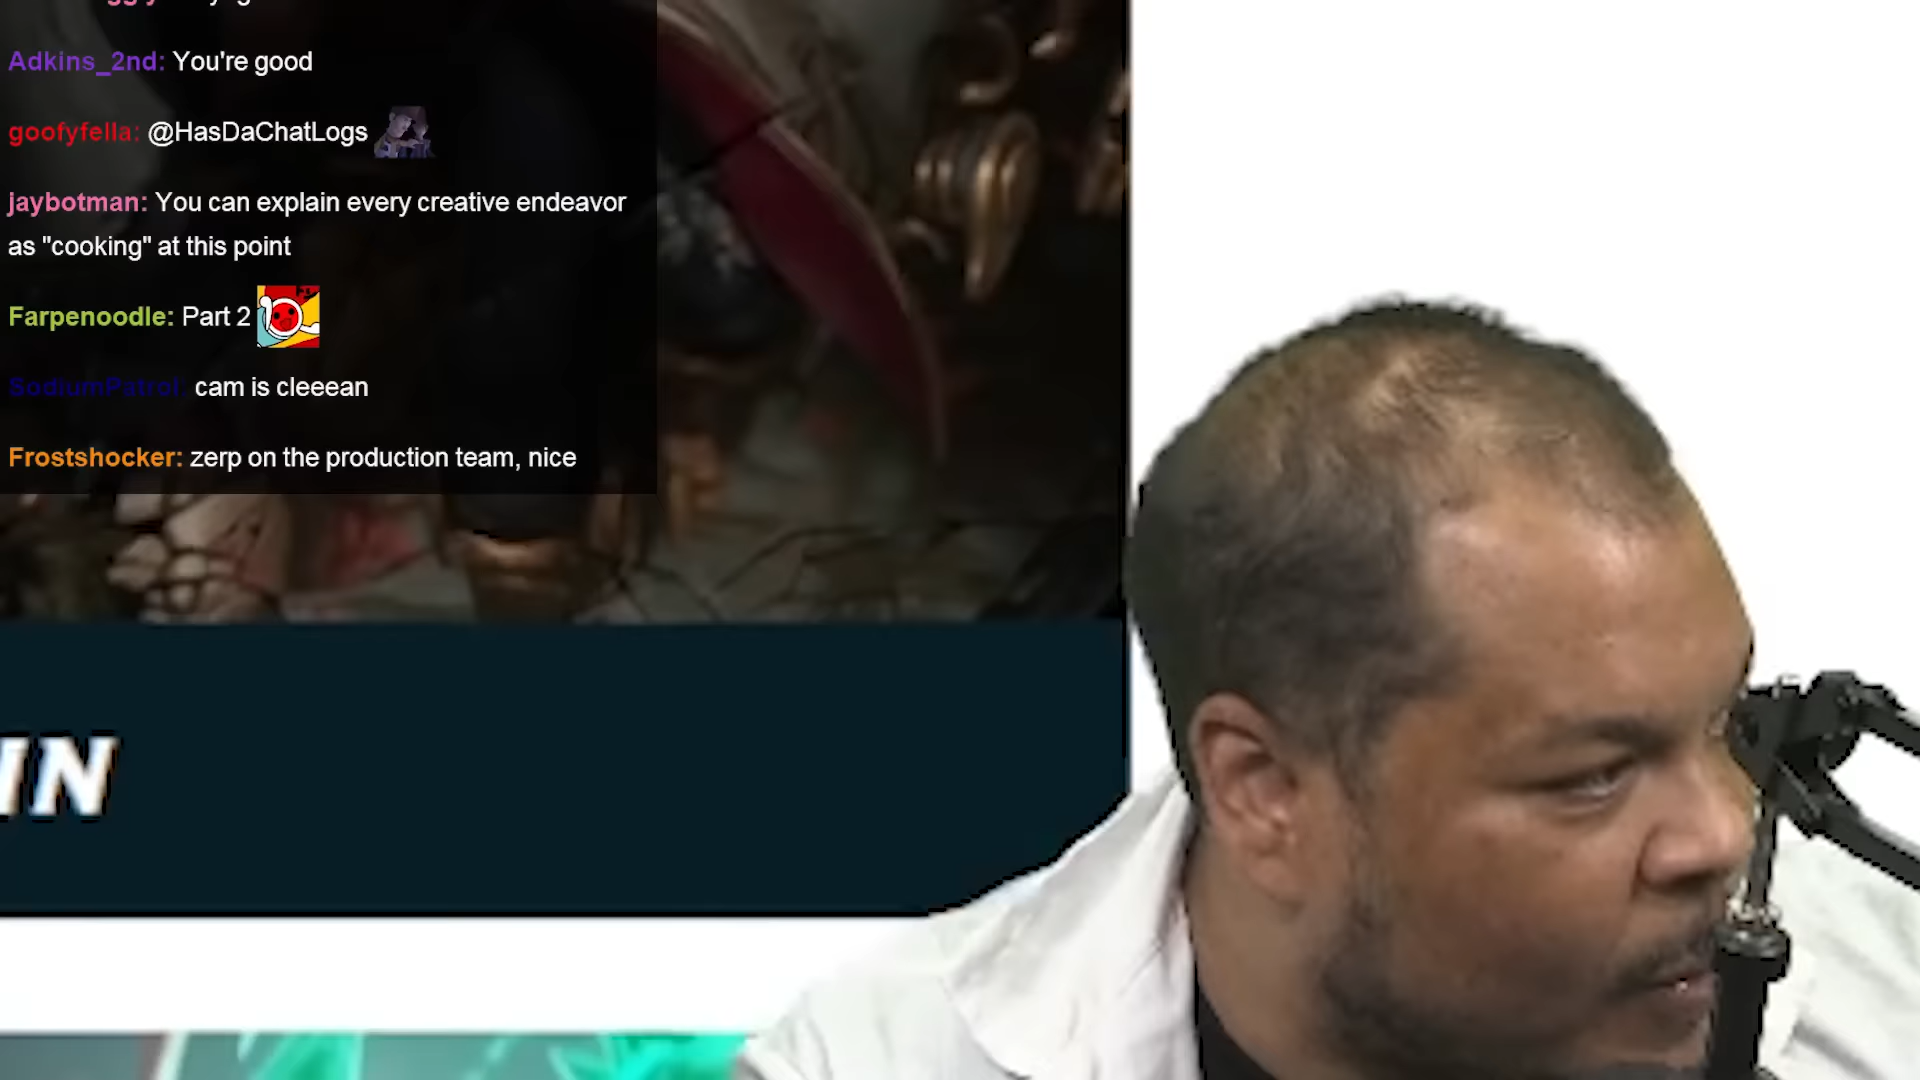 Adkins_2nd: You're good
goofyfella: @HasDaChatLogs
jaybotman: You can explain every creative endeavor
as "cooking" at this point
Farpenoodle: Part 2
SodiumPatrol: cam is cleeean
Frostshocker: zerp on the production team, nice